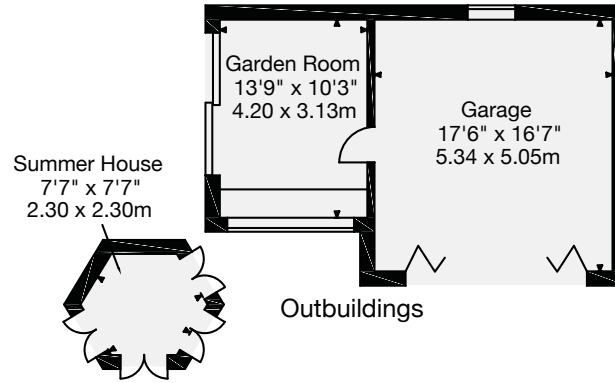 Garden Room
13'9" x 10'3"
4.20 x 3.13m
Garage
17'6" x 16'7"
5.34 x 5.05m
Summer House
7'7" x 7'7"
2.30 x 2.30m
Outbuildings